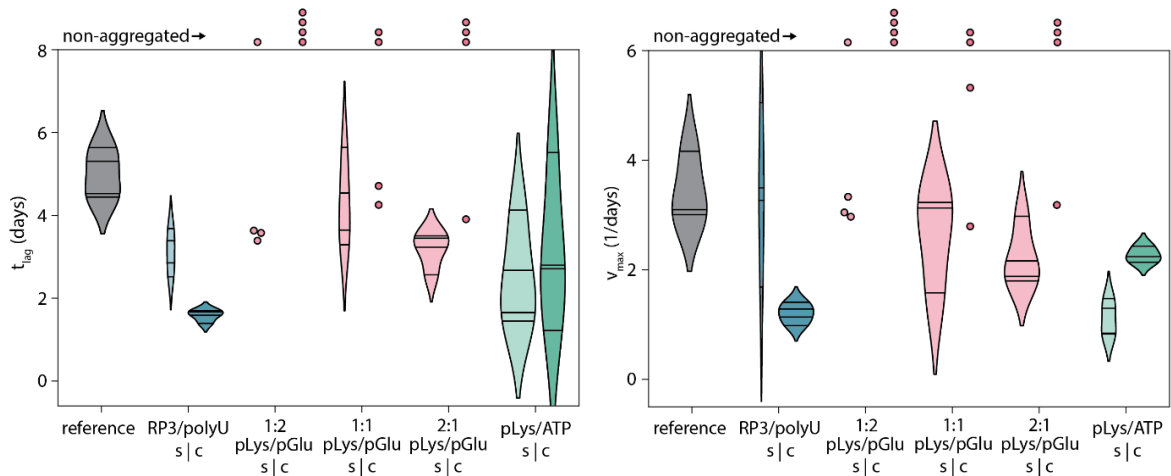 non-aggregated→
8
6
4
2
0
t_lag (days)
reference
RP3/polyU
s | c
1:2
pLys/pGlu
s | c
1:1
pLys/pGlu
s | c
2:1
pLys/pGlu
s | c
pLys/ATP
s | c
non-aggregated→
6
4
2
0
v_max (1/days)
reference
RP3/polyU
s | c
1:2
pLys/pGlu
s | c
1:1
pLys/pGlu
s | c
2:1
pLys/pGlu
s | c
pLys/ATP
s | c